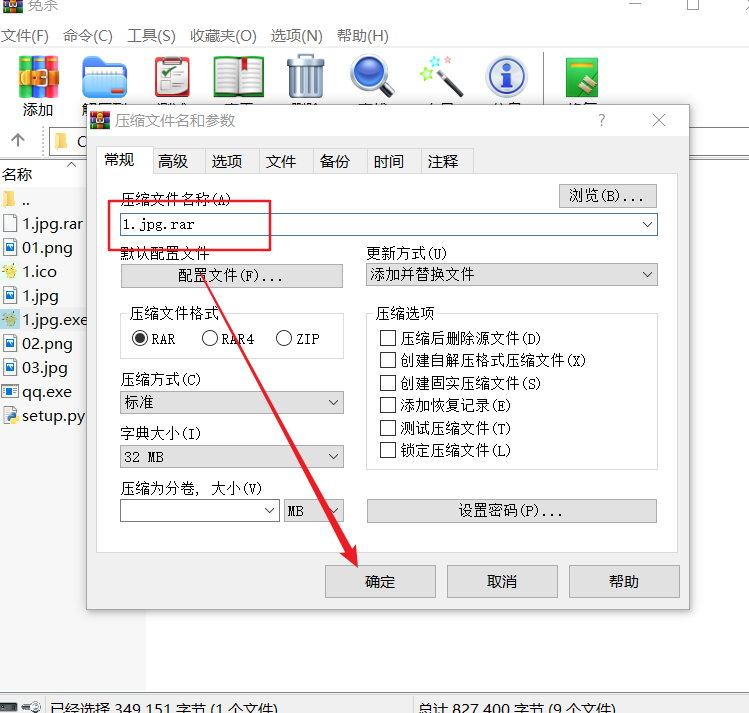 免杀
文件(F) 命令(C) 工具(S) 收藏夹(O) 选项(N) 帮助(H)
添加
压缩文件名和参数
?
C
常规 高级 选项 文件 备份 时间 注释
名称
..
1.jpg.rar
01.png
1.ico
1.jpg
1.jpg.exe
02.png
03.jpg
qq.exe
setup.py
压缩文件名称(A)
浏览(B)...
1.jpg.rar
默认配置文件
配置文件(F)...
更新方式(U)
添加并替换文件
压缩文件格式
RAR RAR4 ZIP
压缩方式(C)
标准
字典大小(I)
32 MB
压缩为分卷, 大小(V)
MB
压缩选项
压缩后删除源文件(D)
创建自解压格式压缩文件(X)
创建固实压缩文件(S)
添加恢复记录(E)
测试压缩文件(T)
锁定压缩文件(L)
设置密码(P)...
确定 取消 帮助
已经选择 349,151 字节(1 个文件)
总计 827,400 字节(9 个文件)